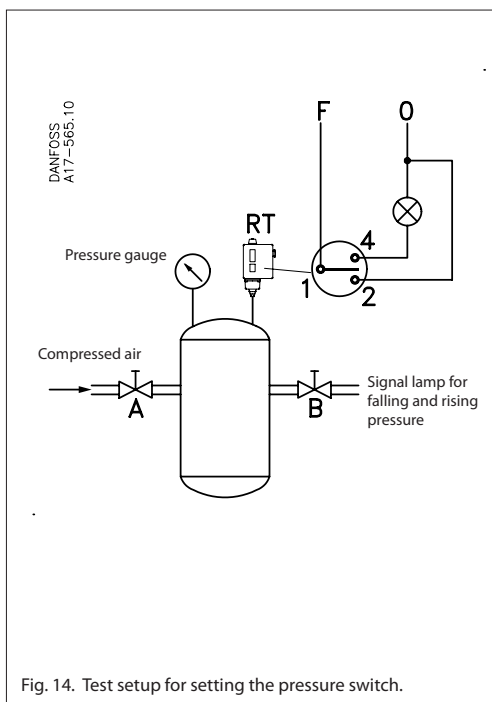 DANFOSS
A17-565.10
F
O
RT
4
1
2
Pressure gauge
Compressed air
A
B
Signal lamp for
falling and rising
pressure
Fig. 14. Test setup for setting the pressure switch.